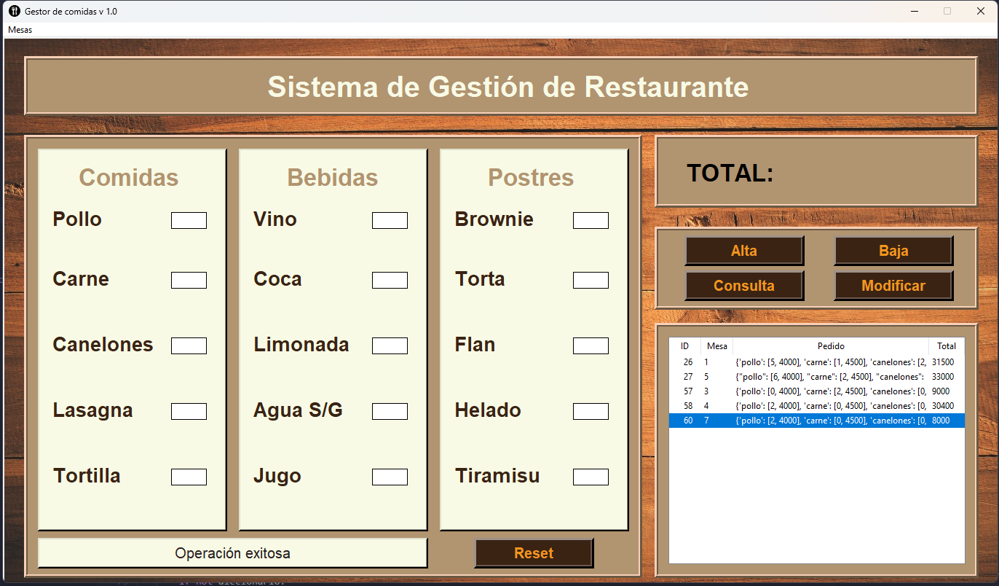 Gestor de comidas v 1.0
Mesas
Sistema de Gestión de Restaurante
Comidas
Pollo
Carne
Canelones
Lasagna
Tortilla
Bebidas
Vino
Coca
Limonada
Agua S/G
Jugo
Postres
Brownie
Torta
Flan
Helado
Tiramisu
Operación exitosa
Reset
TOTAL:
Alta
Baja
Consulta
Modificar
ID Mesa Pedido Total
26 1 {'pollo': [5, 4000], 'carne': [1, 4500], 'canelones': [2, 31500
27 5 {"pollo": [6, 4000], "carne": [2, 4500], "canelones": 33000
57 3 {'pollo': [0, 4000], 'carne': [2, 4500], 'canelones': [0, 9000
58 4 {'pollo': [2, 4000], 'carne': [0, 4500], 'canelones': [0, 30400
60 7 {'pollo': [2, 4000], 'carne': [0, 4500], 'canelones': [0, 8000